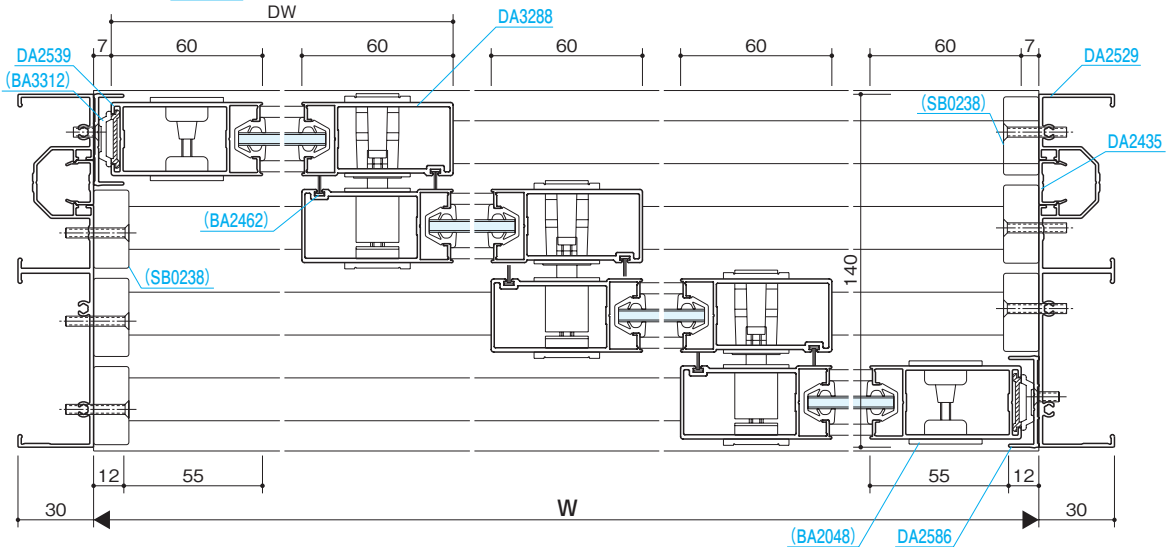 DW
DA3288
7
60
60
60
60
60
7
DA2539
(BA3312)
DA2529
(SB0238)
DA2435
(BA2462)
(SB0238)
140
12
55
55
12
30
W
30
(BA2048)
DA2586